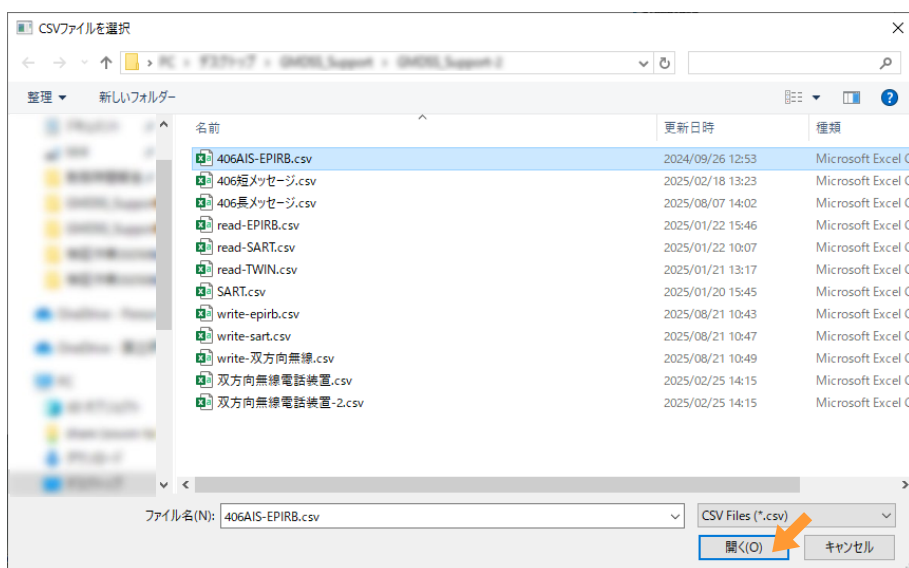 CSVファイルを選択
整理 新しいフォルダー
名前 更新日時 種類
406AIS-EPIRB.csv 2024/09/26 12:53 Microsoft Excel C
406短メッセージ.csv 2025/02/18 13:23 Microsoft Excel C
406長メッセージ.csv 2025/08/07 14:02 Microsoft Excel C
read-EPIRB.csv 2025/01/22 15:46 Microsoft Excel C
read-SART.csv 2025/01/22 10:07 Microsoft Excel C
read-TWIN.csv 2025/01/21 13:17 Microsoft Excel C
SART.csv 2025/01/20 15:45 Microsoft Excel C
write-epirb.csv 2025/08/21 10:43 Microsoft Excel C
write-sart.csv 2025/08/21 10:47 Microsoft Excel C
write-双方向無線.csv 2025/08/21 10:49 Microsoft Excel C
双方向無線電話装置.csv 2025/02/25 14:15 Microsoft Excel C
双方向無線電話装置-2.csv 2025/02/25 14:15 Microsoft Excel C
ファイル名(N): 406AIS-EPIRB.csv CSV Files (*.csv)
開く(O) キャンセル